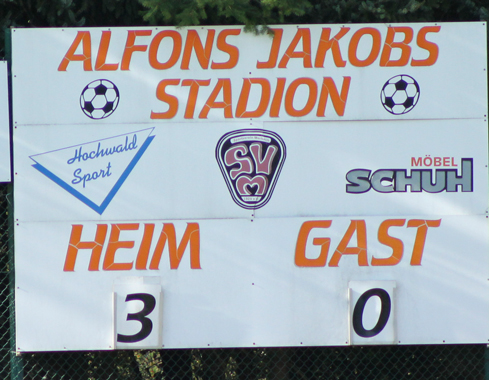 ALFONS JAKOBS
STADION
Hochwald
Sport
SV
M
MÖBEL
SCHUH
HEIM GAST
3 0